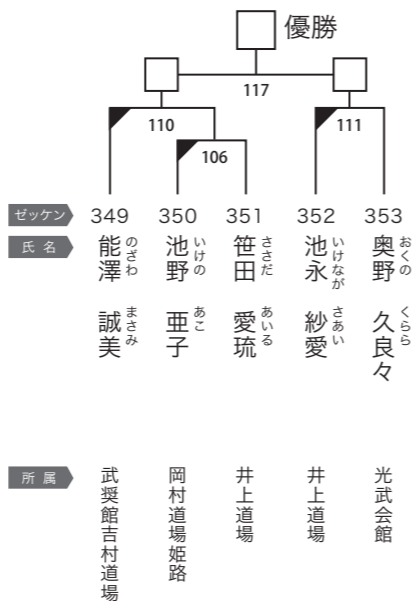 優勝
117
110
111
106
ゼッケン
349
350
351
352
353
氏 名
能澤 誠美
のざわ まさみ
池野 亜子
いけの あこ
笹田 愛琉
ささだ あいる
池永 紗愛
いけなが さあい
奥野 久良々
おくの くらら
所 属
武奨館吉村道場
岡村道場姫路
井上道場
井上道場
光武会館